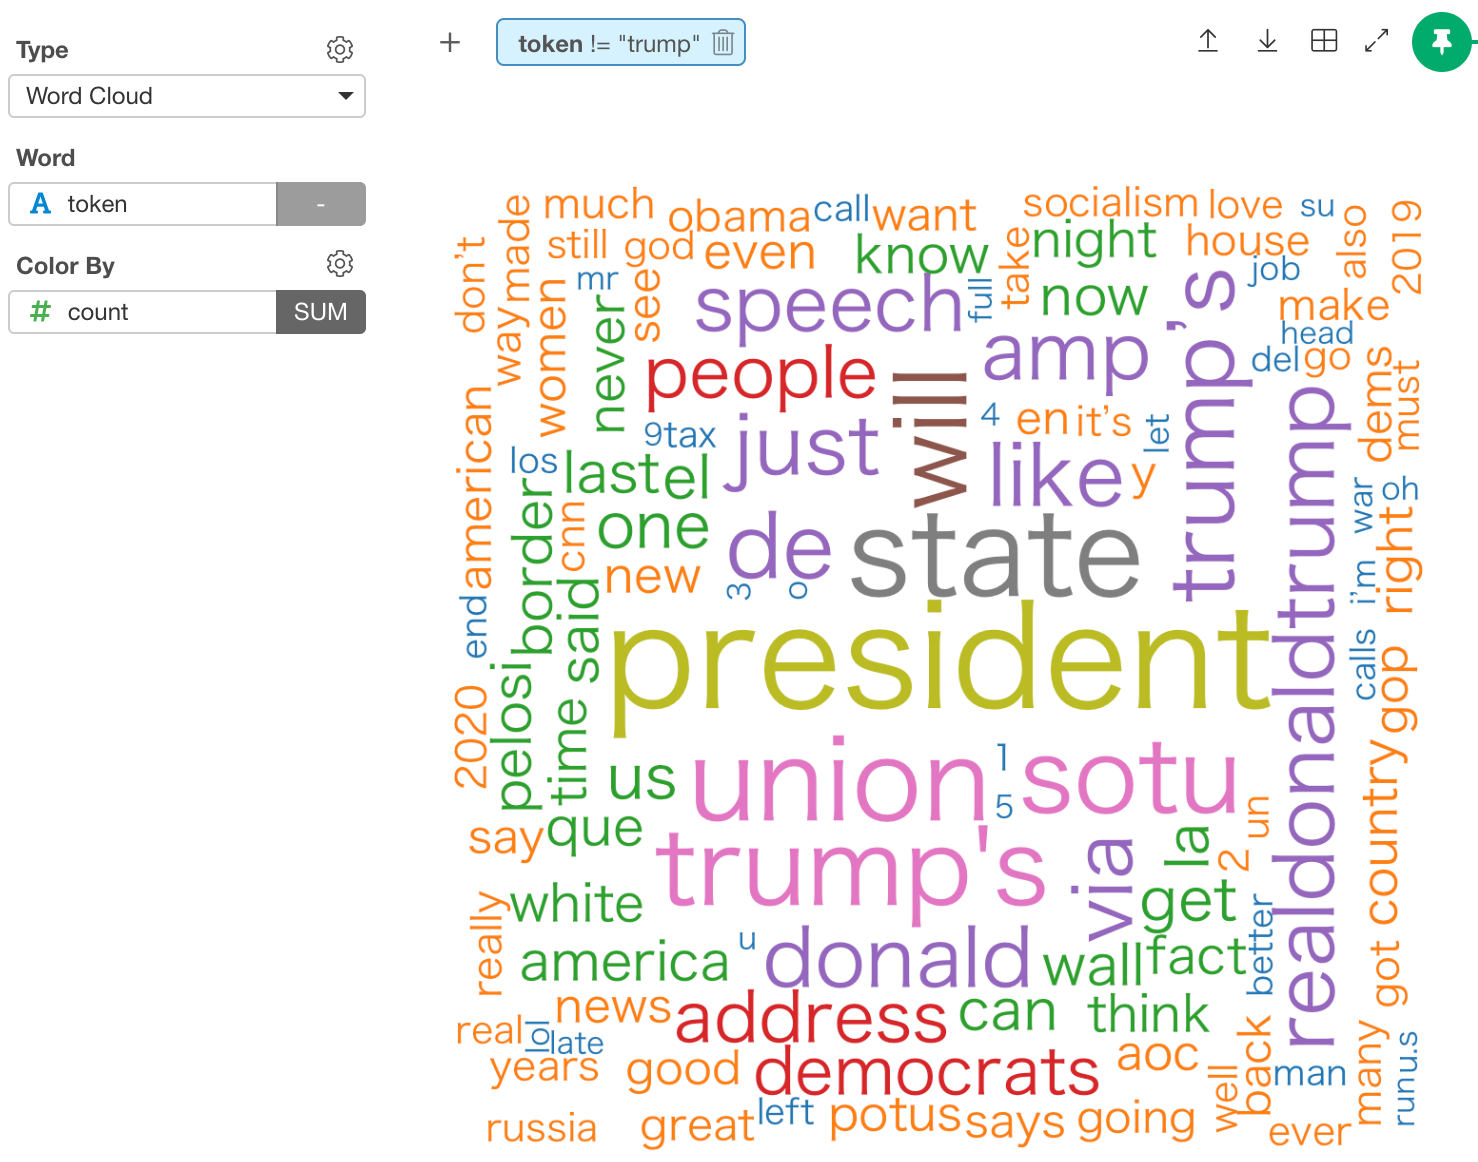 Type
Word Cloud
Word
A token -
Color By
# count SUM
+ token != "trump"
much
obama
call
want
socialism
love
su
also
2019
made
don't
still
god
even
know
night
house
take
mr
see
way
women
never
speech
full
now
job
make
trump's
head
people
will
amp
del
go
dems
must
american
9
tax
just
4
en
it's
let
los
last
el
like
y
border
cnn
one
de
state
war
oh
right
new
3
o
end
said
president
realdonaldtrump
i'm
calls
gop
2020
pelosi
time
us
union
1
5
sotu
un
country
say
que
trump's
via
la
2
really
white
get
america
u
donald
wall
fact
better
got
real
lol
news
address
can
think
late
years
good
democrats
aoc
well
back
man
many
run
u.s
russia
great
left
potus
says
going
ever